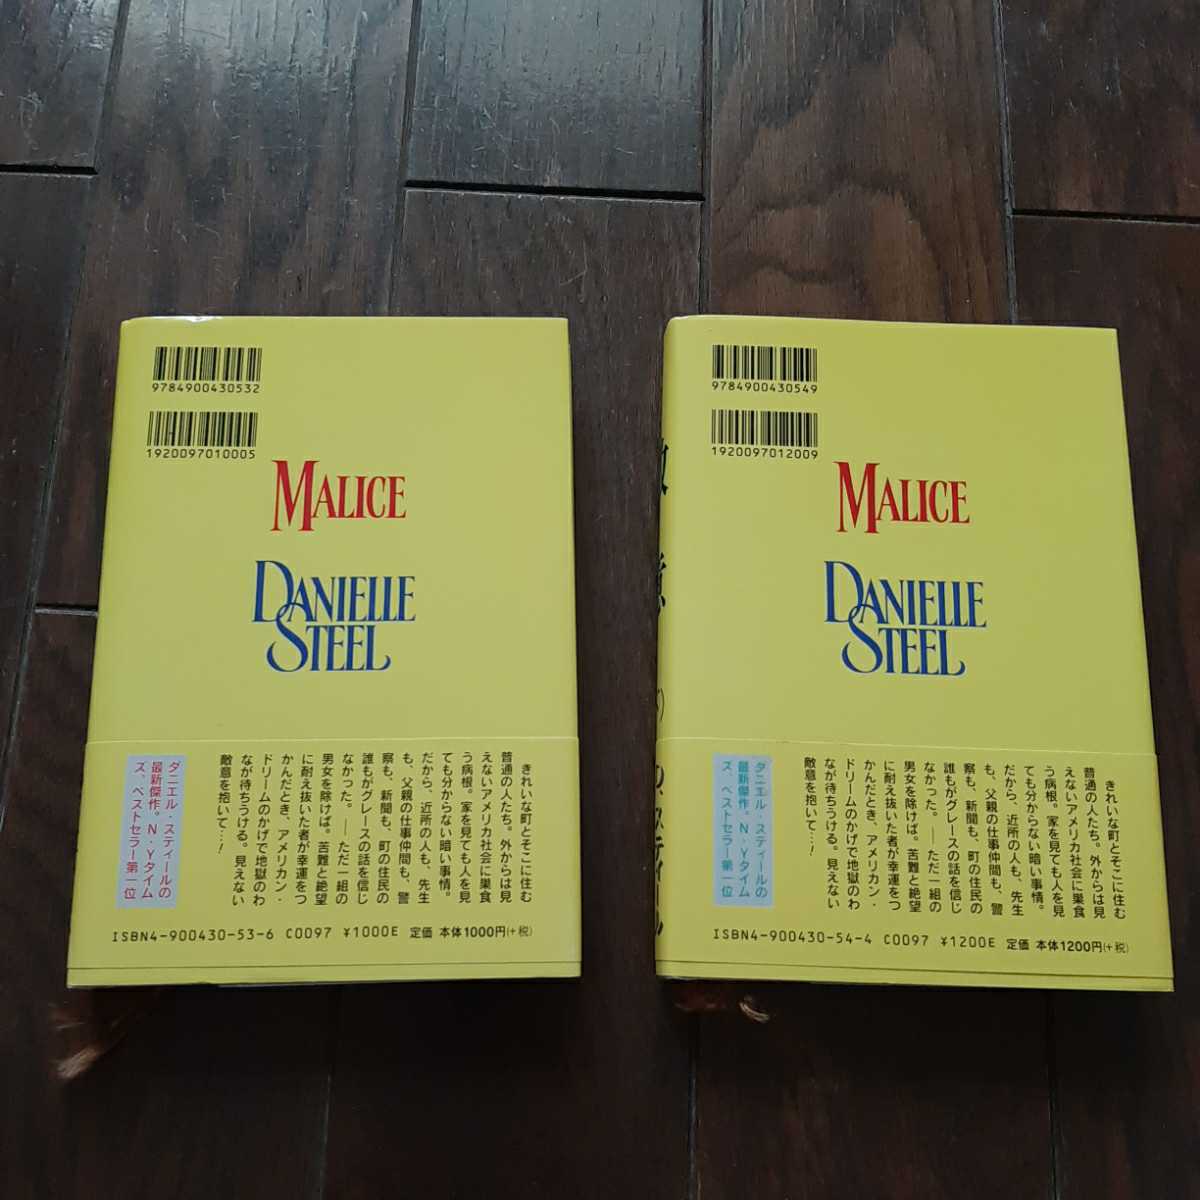 9784900430532
1920097010005
MALICE
DANIELLE
STEEL
きれいな町とそこに住む
普通の人たち。外からは見
えないアメリカ社会に巣食
う病根。家を見ても人を見
ても分からない暗い事情。
だから、近所の人も、先生
も、父親の仕事仲間も、警
察も、新聞も、町の住民の
誰もがグレースの話を信じ
なかった。――ただ一組の
男女を除けば。苦難と絶望
に耐え抜いた者が幸運をつ
かんだとき、アメリカン・
ドリームのかげで地獄のわ
なが待ちうける。見えない
敵意を抱いて…！
ダニエル・スティールの
最新傑作。N・Yタイム
ズ、ベストセラー第一位
ISBN4-900430-53-6 C0097 ¥1000E 定価 本体1000円(+税)
9784900430549
1920097012009
MALICE
DANIELLE
STEEL
きれいな町とそこに住む
普通の人たち。外からは見
えないアメリカ社会に巣食
う病根。家を見ても人を見
ても分からない暗い事情。
だから、近所の人も、先生
も、父親の仕事仲間も、警
察も、新聞も、町の住民の
誰もがグレースの話を信じ
なかった。――ただ一組の
男女を除けば。苦難と絶望
に耐え抜いた者が幸運をつ
かんだとき、アメリカン・
ドリームのかげで地獄のわ
なが待ちうける。見えない
敵意を抱いて…！
ダニエル・スティールの
最新傑作。N・Yタイム
ズ、ベストセラー第一位
ISBN4-900430-54-4 C0097 ¥1200E 定価 本体1200円(+税)